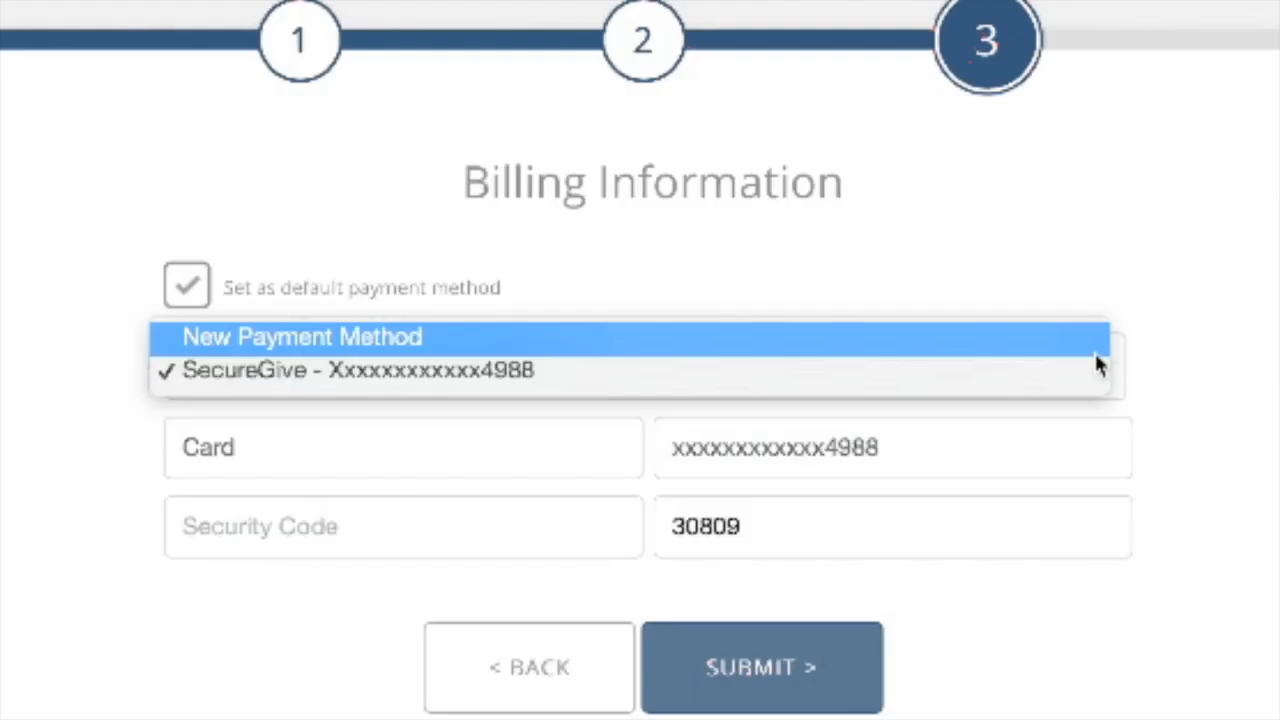 1 2 3
Billing Information
Set as default payment method
New Payment Method
✓ SecureGive - Xxxxxxxxxxxx4988
Card xxxxxxxxxxxx4988
Security Code 30809
< BACK SUBMIT >